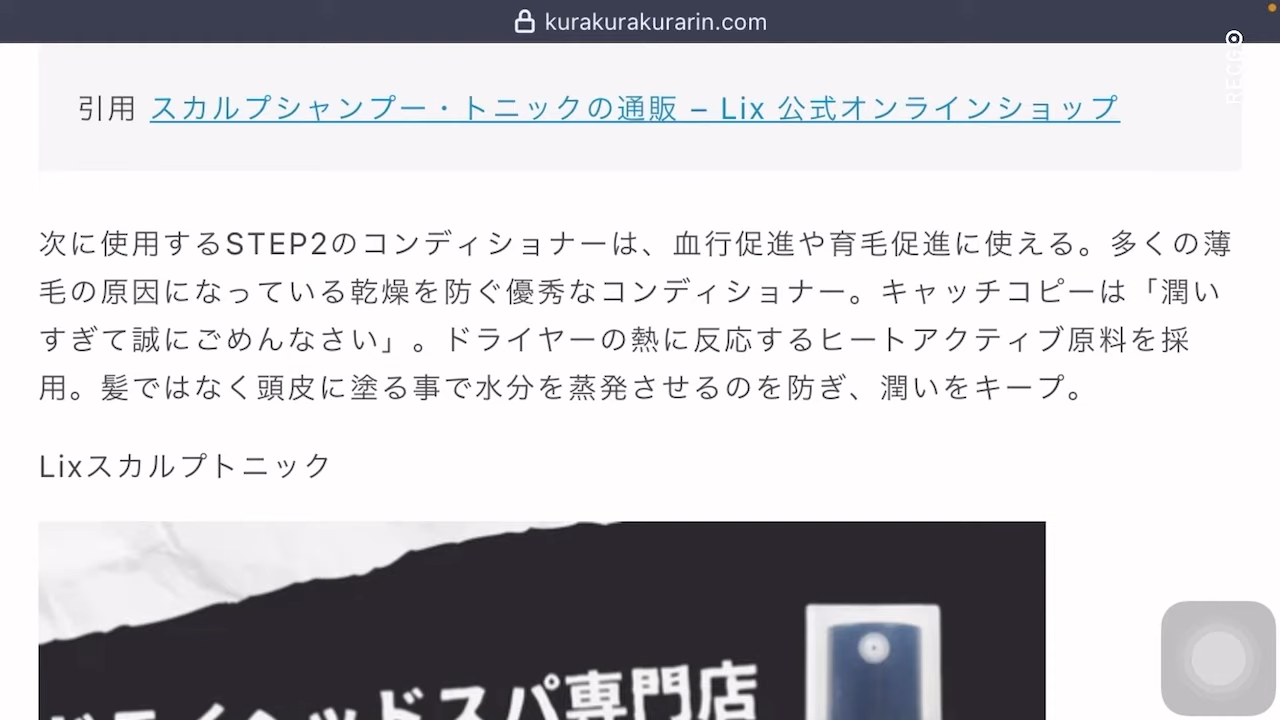 kurakurakurarin.com
引用 スカルプシャンプー・トニックの通販 – Lix 公式オンラインショップ
次に使用するSTEP2のコンディショナーは、血行促進や育毛促進に使える。多くの薄
毛の原因になっている乾燥を防ぐ優秀なコンディショナー。キャッチコピーは「潤い
すぎて誠にごめんなさい」。ドライヤーの熱に反応するヒートアクティブ原料を採
用。髪ではなく頭皮に塗る事で水分を蒸発させるのを防ぎ、潤いをキープ。
Lixスカルプトニック
ドライヘッドスパ専門店